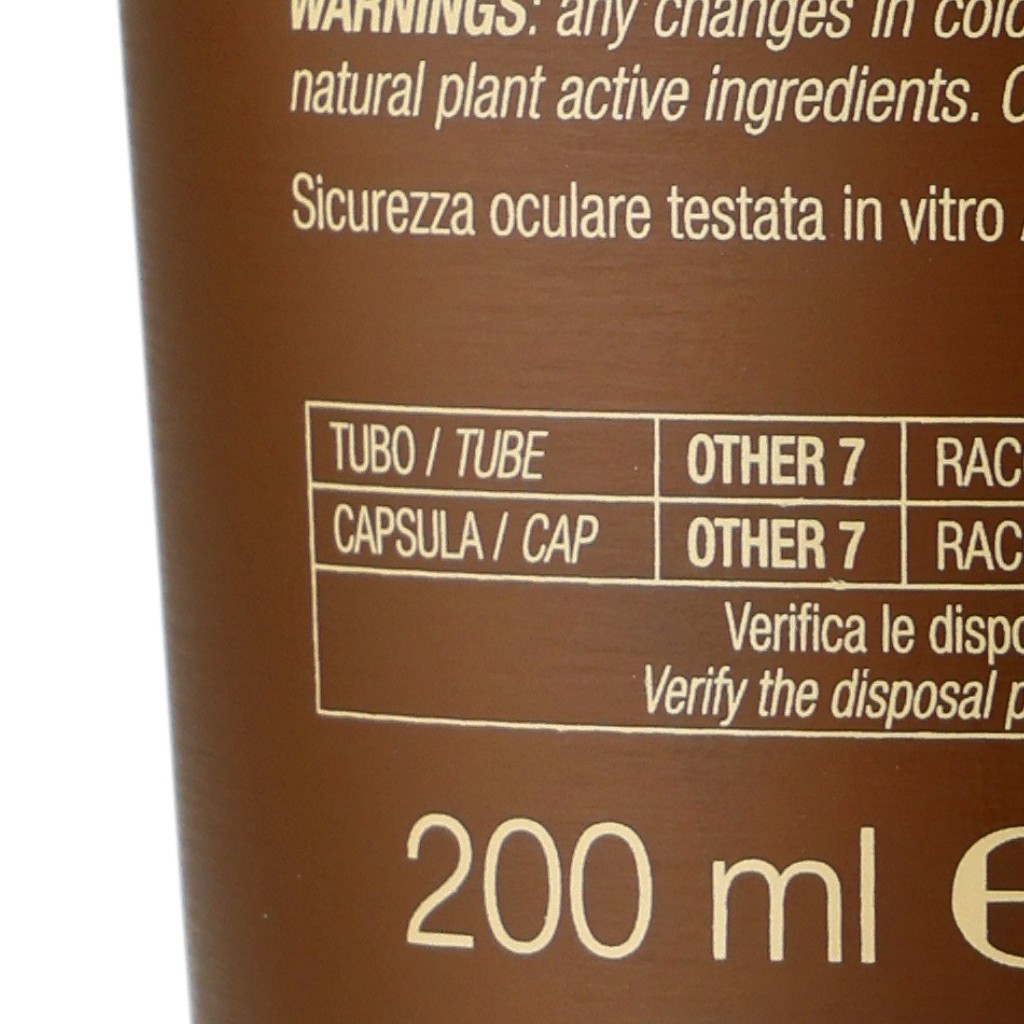 WARNINGS: any changes in
natural plant active ingredients.
Sicurezza oculare testata in vitro
TUBO / TUBE OTHER 7
CAPSULA / CAP OTHER 7
Verifica le
Verify the disposal
200 ml e